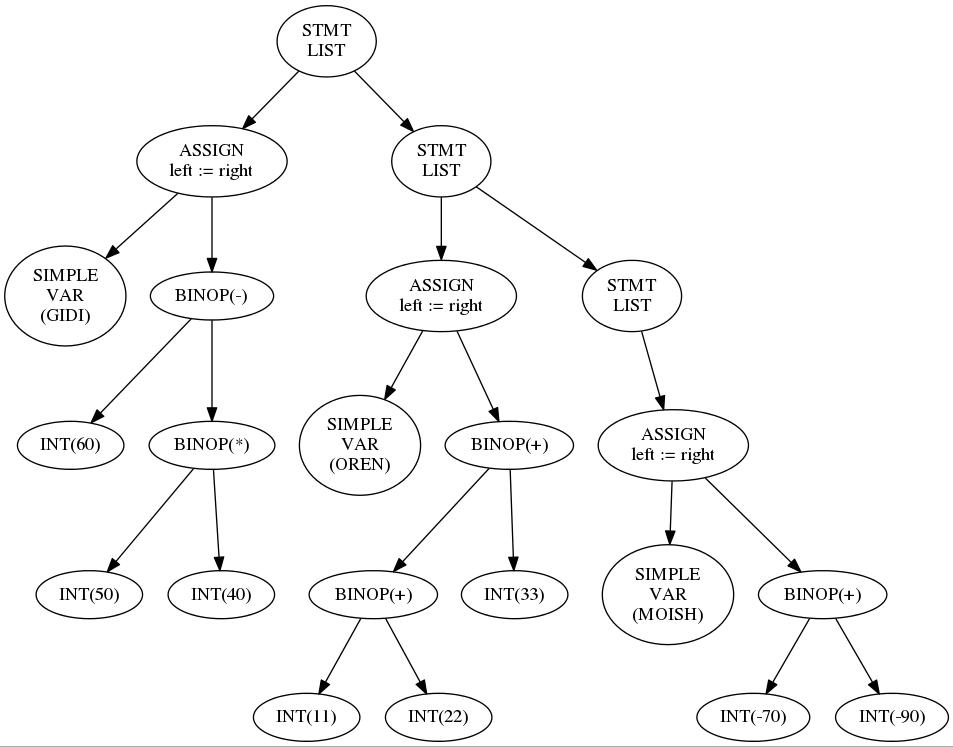 STMT
LIST
ASSIGN
left := right
STMT
LIST
SIMPLE
VAR
(GIDI)
BINOP(-)
ASSIGN
left := right
STMT
LIST
INT(60)
BINOP(*)
SIMPLE
VAR
(OREN)
BINOP(+)
ASSIGN
left := right
INT(50)
INT(40)
BINOP(+)
INT(33)
SIMPLE
VAR
(MOISH)
BINOP(+)
INT(11)
INT(22)
INT(-70)
INT(-90)